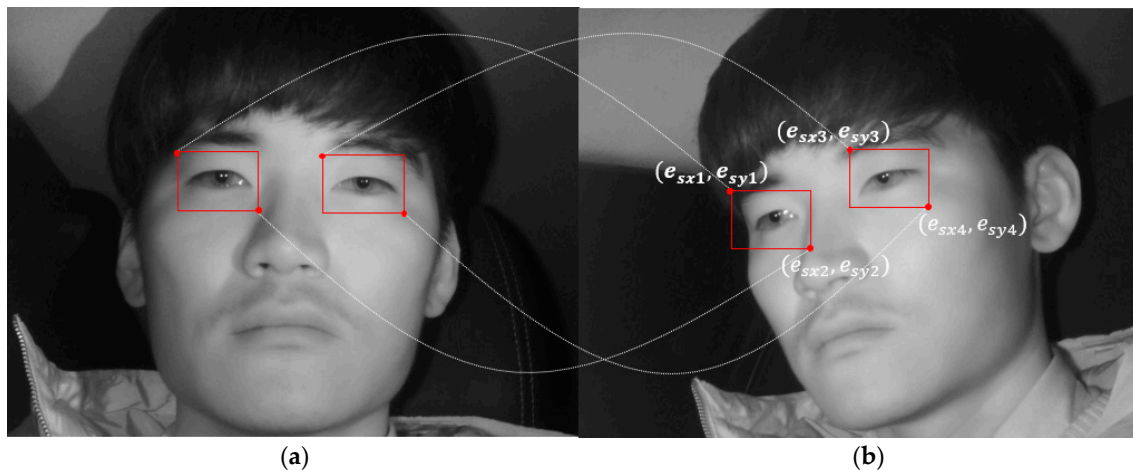 (e_sx3, e_sy3)
(e_sx1, e_sy1)
(e_sx4, e_sy4)
(e_sx2, e_sy2)
(a)
(b)